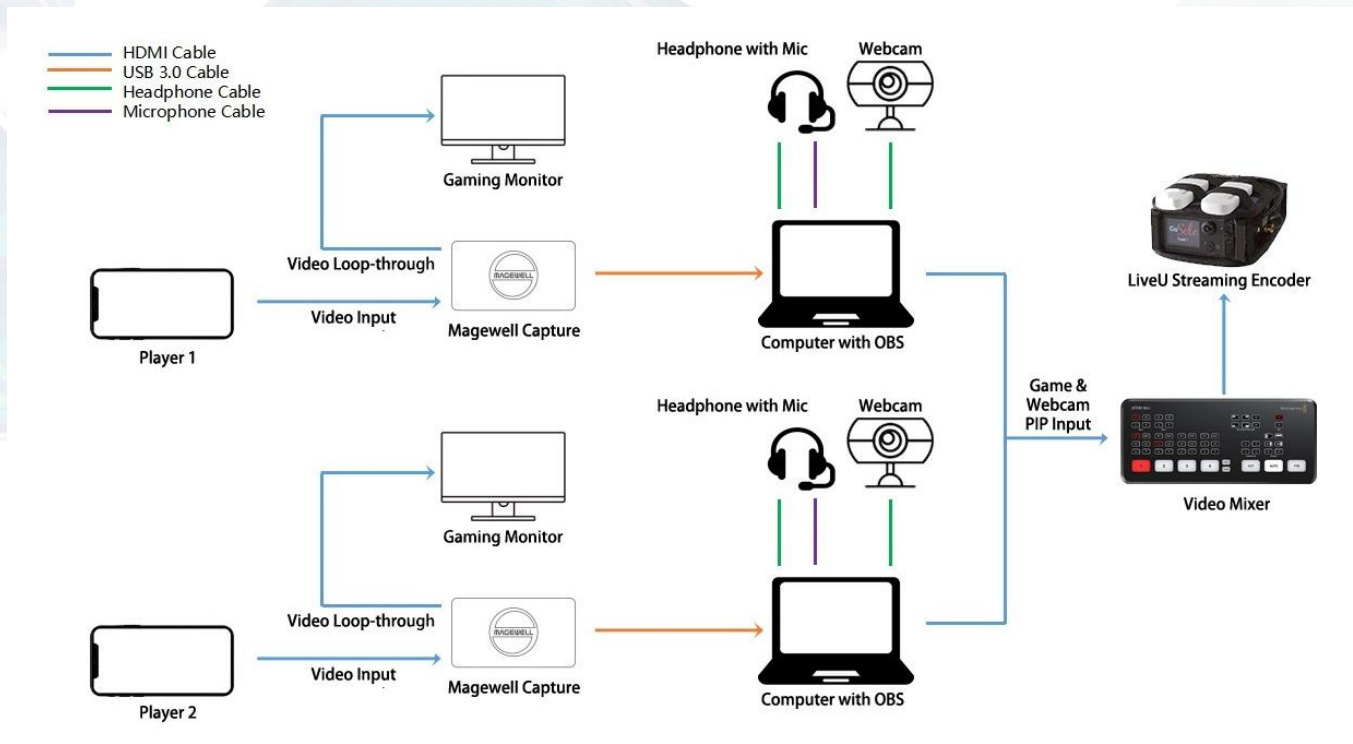 HDMI Cable
USB 3.0 Cable
Headphone Cable
Microphone Cable
Headphone with Mic
Webcam
Gaming Monitor
Video Loop-through
MAGEWELL
Video Input
Magewell Capture
Player 1
Computer with OBS
LiveU Streaming Encoder
Game &
Webcam
PIP Input
Video Mixer
Headphone with Mic
Webcam
Gaming Monitor
Video Loop-through
MAGEWELL
Video Input
Magewell Capture
Player 2
Computer with OBS